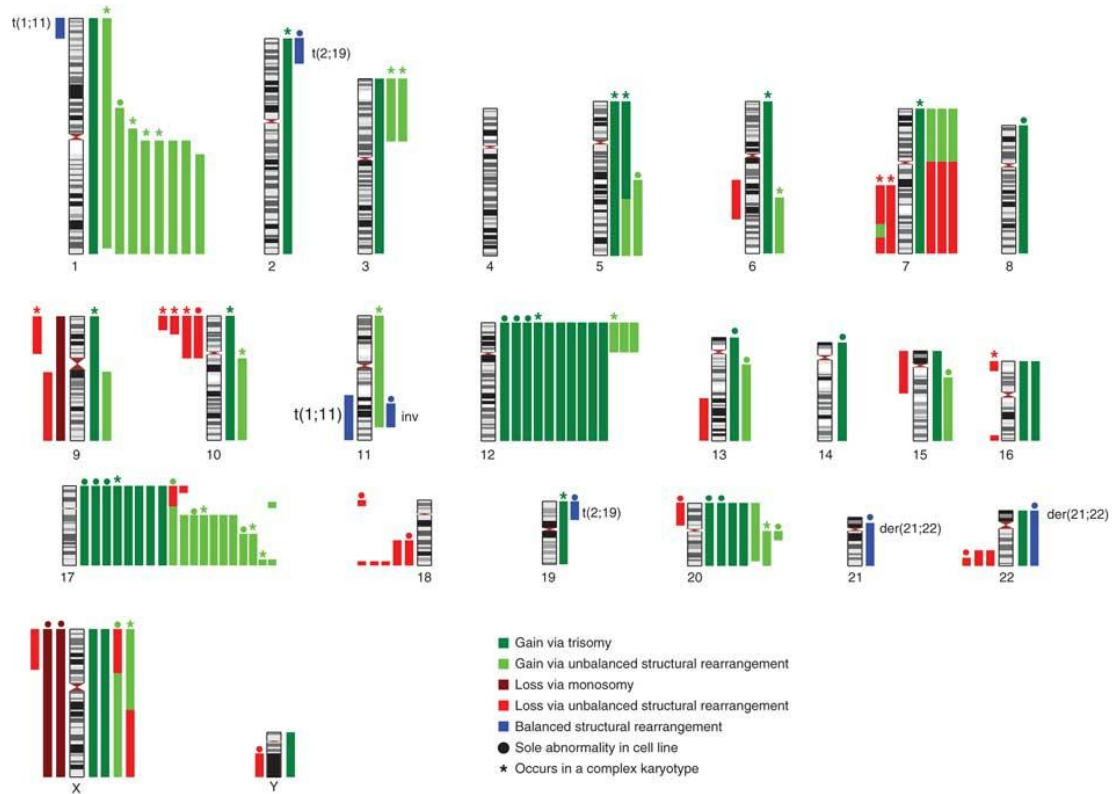 t(1;11)
t(2;19)
1
2
3
4
5
6
7
8
t(1;11)
inv
9
10
11
12
13
14
15
16
t(2;19)
der(21;22)
der(21;22)
17
18
19
20
21
22
Gain via trisomy
Gain via unbalanced structural rearrangement
Loss via monosomy
Loss via unbalanced structural rearrangement
Balanced structural rearrangement
Sole abnormality in cell line
* Occurs in a complex karyotype
X
Y